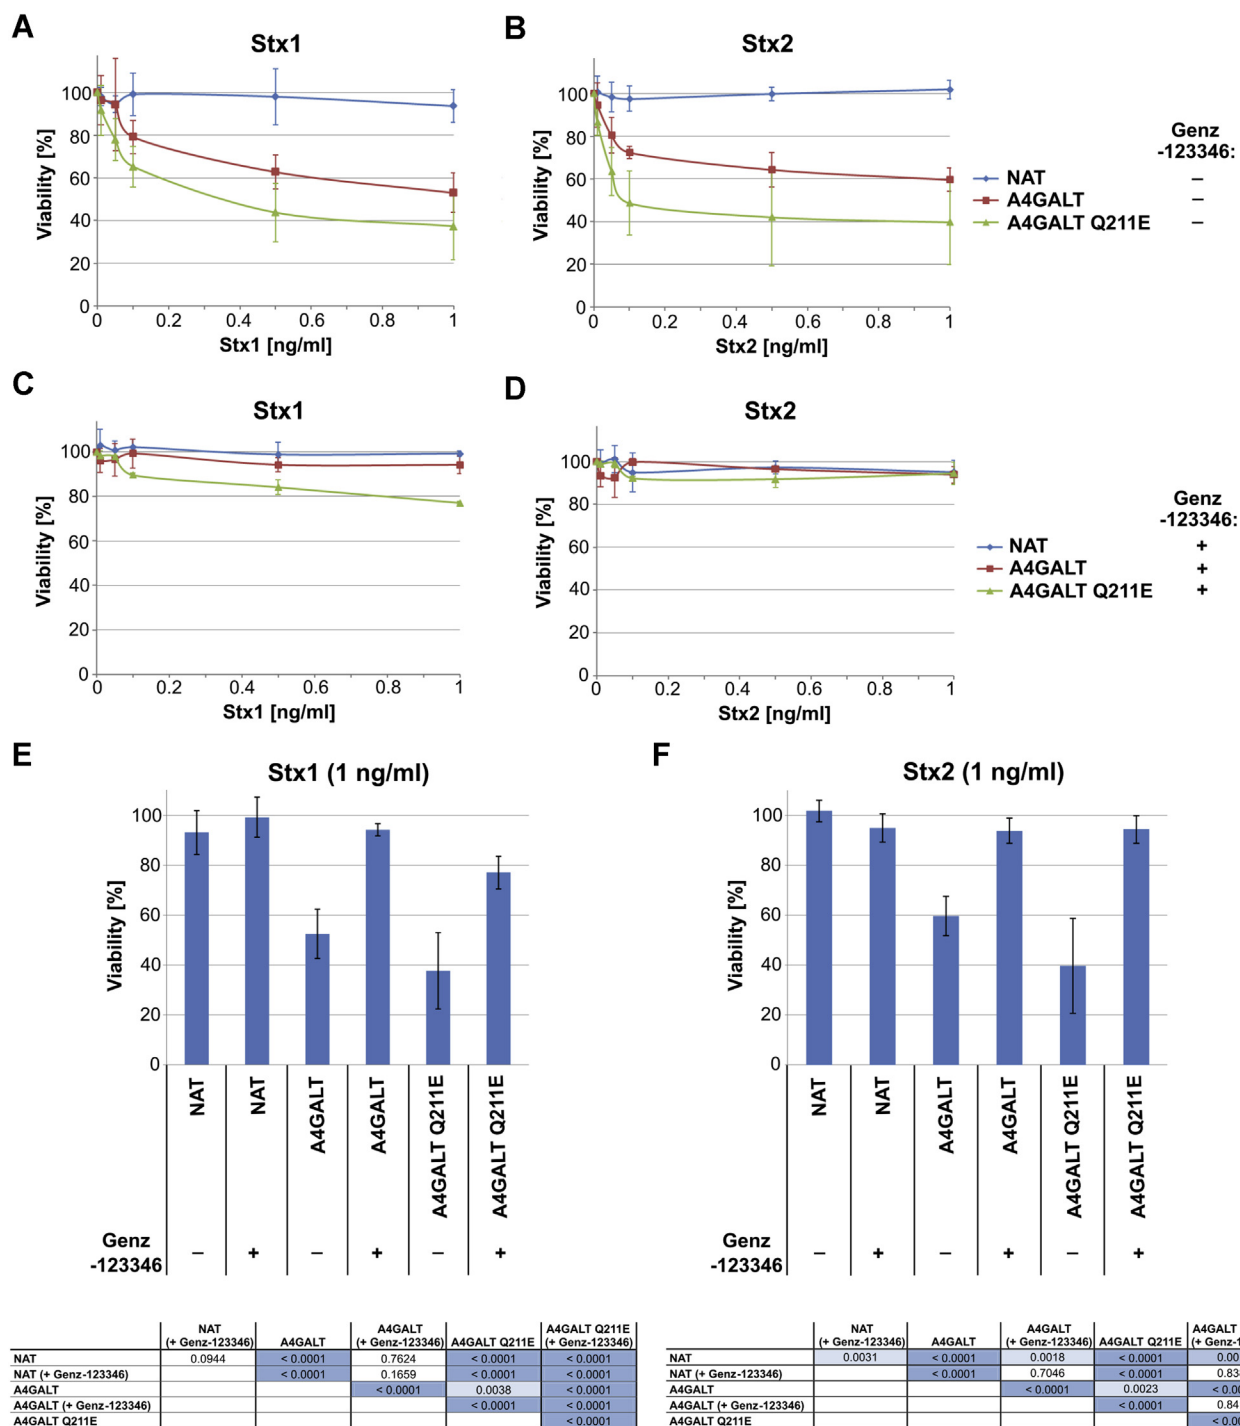 A
Stx1
Viability [%]
100
80
60
40
20
0
0 0.2 0.4 0.6 0.8 1
Stx1 [ng/ml]
B
Stx2
Viability [%]
100
80
60
40
20
0
0 0.2 0.4 0.6 0.8 1
Stx2 [ng/ml]
Genz
-123346:
NAT –
A4GALT –
A4GALT Q211E –
C
Stx1
Viability [%]
100
80
60
40
20
0
0 0.2 0.4 0.6 0.8 1
Stx1 [ng/ml]
D
Stx2
Viability [%]
100
80
60
40
20
0
0 0.2 0.4 0.6 0.8 1
Stx2 [ng/ml]
Genz
-123346:
NAT +
A4GALT +
A4GALT Q211E +
E
Stx1 (1 ng/ml)
Viability [%]
100
80
60
40
20
0
NAT
NAT
A4GALT
A4GALT
A4GALT Q211E
A4GALT Q211E
Genz
-123346 – + – + – +
F
Stx2 (1 ng/ml)
Viability [%]
100
80
60
40
20
0
NAT
NAT
A4GALT
A4GALT
A4GALT Q211E
A4GALT Q211E
Genz
-123346 – + – + – +
NAT (+ Genz-123346) A4GALT A4GALT (+ Genz-123346) A4GALT Q211E A4GALT Q211E (+ Genz-123346)
NAT 0.0944 < 0.0001 0.7624 < 0.0001 < 0.0001
NAT (+ Genz-123346) < 0.0001 0.1659 < 0.0001 < 0.0001
A4GALT < 0.0001 0.0038 < 0.0001
A4GALT (+ Genz-123346) < 0.0001 < 0.0001
A4GALT Q211E < 0.0001
NAT (+ Genz-123346) A4GALT A4GALT (+ Genz-123346) A4GALT Q211E A4GALT
NAT 0.0031 < 0.0001 0.0018 < 0.0001
NAT (+ Genz-123346) < 0.0001 0.7046 < 0.0001
A4GALT < 0.0001 0.0023
A4GALT (+ Genz-123346) < 0.0001
A4GALT Q211E